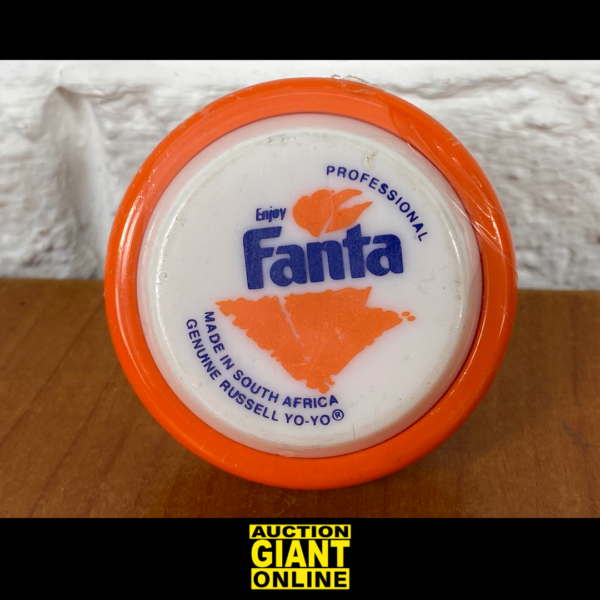 PROFESSIONAL
Enjoy
Fanta
MADE IN SOUTH AFRICA
GENUINE RUSSELL YO-YO®
AUCTION
GIANT
ONLINE